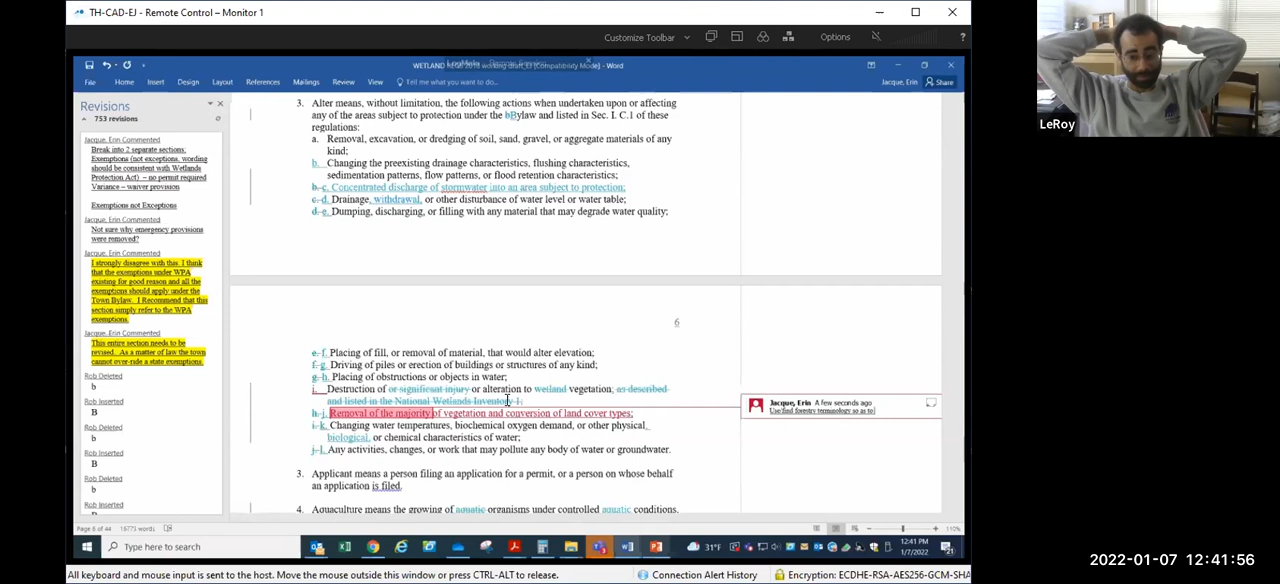 TH-CAD-EJ - Remote Control - Monitor 1
Customize Toolbar
Options
?
Word
[Compatibility Mode]
File Home Insert Design Layout References Mailings Review View Tell me what you want to do...
Jacque, Erin Share
Revisions
753 revisions
Jacque, Erin Commented
Break into 2 separate sections.
Exemptions (not exceptions, wording
should be consistent with Wetlands
Protection Act) – no permit required
Variance – waiver provision
Exemptions not Exceptions
Jacque, Erin Commented
Not sure why emergency provisions
were removed?
Jacque, Erin Commented
I strongly disagree with this. I think
that the exemptions under WPA
existing for good reason and all the
exemptions should apply under the
Town Bylaw. I Recommend that this
section simply refer to the WPA
exemptions.
Jacque, Erin Commented
This entire section needs to be
revised. As a matter of law the town
cannot over-ride a state exemptions.
Rob Deleted
b
Rob Inserted
B
Rob Deleted
b
Rob Inserted
B
Rob Deleted
b
Rob Inserted
3. Alter means, without limitation, the following actions when undertaken upon or affecting
any of the areas subject to protection under the bBylaw and listed in Sec. I. C.1 of these
regulations:
a. Removal, excavation, or dredging of soil, sand, gravel, or aggregate materials of any
kind;
b. Changing the preexisting drainage characteristics, flushing characteristics,
sedimentation patterns, flow patterns, or flood retention characteristics;
b. c. Concentrated discharge of stormwater into an area subject to protection;
c. d. Drainage, withdrawal, or other disturbance of water level or water table;
d. e. Dumping, discharging, or filling with any material that may degrade water quality;
6
e. f. Placing of fill, or removal of material, that would alter elevation;
f. g. Driving of piles or erection of buildings or structures of any kind;
g. h. Placing of obstructions or objects in water;
i. Destruction of or significant injury or alteration to wetland vegetation; as described
and listed in the National Wetlands Inventory 1.
h. j. Removal of the majority of vegetation and conversion of land cover types;
i. k. Changing water temperatures, biochemical oxygen demand, or other physical,
biological, or chemical characteristics of water;
j. l. Any activities, changes, or work that may pollute any body of water or groundwater.
3. Applicant means a person filing an application for a permit, or a person on whose behalf
an application is filed.
4. Aquaculture means the growing of aquatic organisms under controlled aquatic conditions.
Jacque, Erin A few seconds ago
Use/find forestry terminology so as to
Page 6 of 44 18773 words
110%
Type here to search
31°F
12:41 PM
1/7/2022
21
All keyboard and mouse input is sent to the host. Move the mouse outside this window or press CTRL-ALT to release.
Connection Alert History
Encryption: ECDHE-RSA-AES256-GCM-SHA
LeRoy
2022-01-07 12:41:56